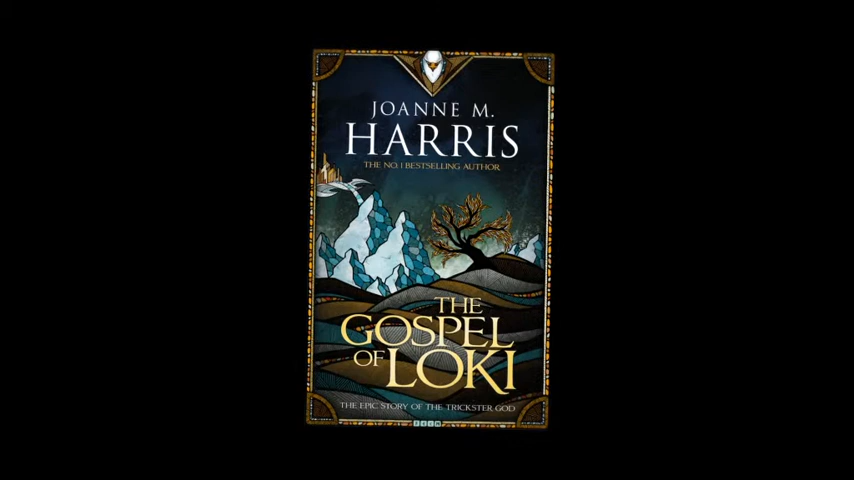 JOANNE M.
HARRIS
THE NO. 1 BESTSELLING AUTHOR
THE
GOSPEL
OF LOKI
THE EPIC STORY OF THE TRICKSTER GOD